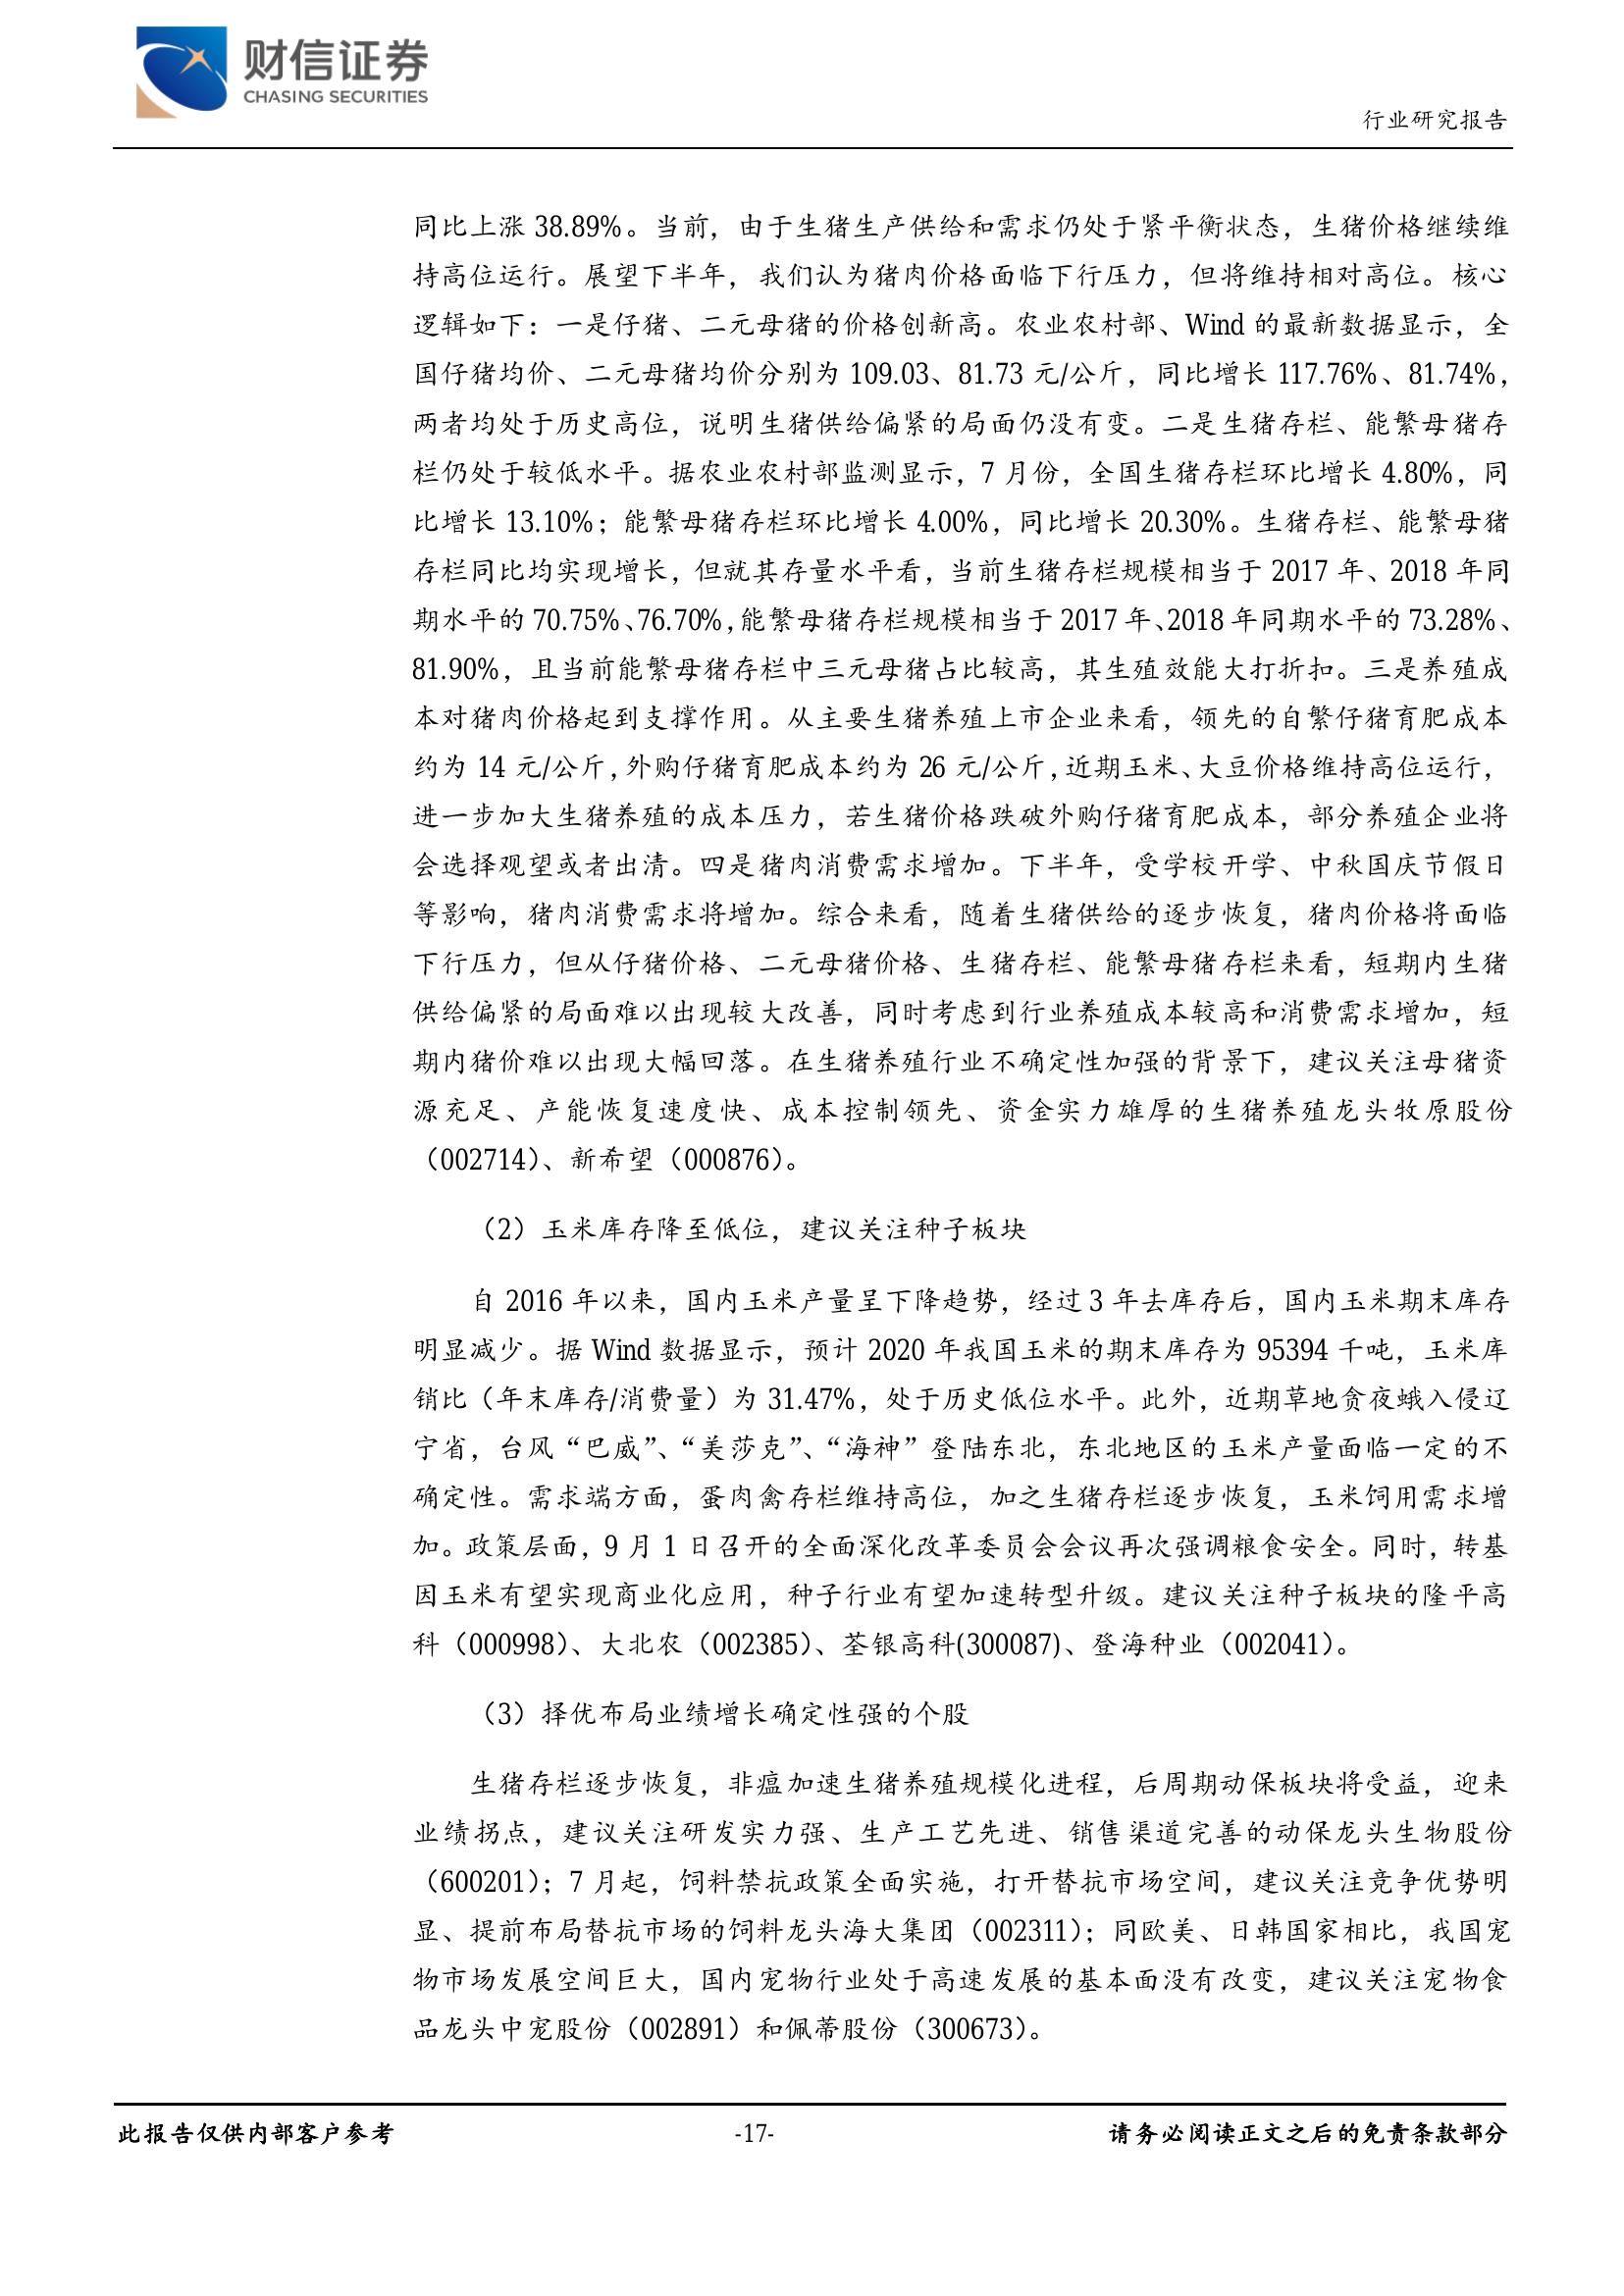 财信证券
CHASING SECURITIES
行业研究报告
同比上涨 38.89%。当前，由于生猪生产供给和需求仍处于紧平衡状态，生猪价格继续维
持高位运行。展望下半年，我们认为猪肉价格面临下行压力，但将维持相对高位。核心
逻辑如下：一是仔猪、二元母猪的价格创新高。农业农村部、Wind 的最新数据显示，全
国仔猪均价、二元母猪均价分别为 109.03、81.73 元/公斤，同比增长 117.76%、81.74%，
两者均处于历史高位，说明生猪供给偏紧的局面仍没有变。二是生猪存栏、能繁母猪存
栏仍处于较低水平。据农业农村部监测显示，7 月份，全国生猪存栏环比增长 4.80%，同
比增长 13.10%；能繁母猪存栏环比增长 4.00%，同比增长 20.30%。生猪存栏、能繁母猪
存栏同比均实现增长，但就其存量水平看，当前生猪存栏规模相当于 2017 年、2018 年同
期水平的 70.75%、76.70%，能繁母猪存栏规模相当于 2017 年、2018 年同期水平的 73.28%、
81.90%，且当前能繁母猪存栏中三元母猪占比较高，其生殖效能大打折扣。三是养殖成
本对猪肉价格起到支撑作用。从主要生猪养殖上市企业来看，领先的自繁仔猪育肥成本
约为 14 元/公斤，外购仔猪育肥成本约为 26 元/公斤，近期玉米、大豆价格维持高位运行，
进一步加大生猪养殖的成本压力，若生猪价格跌破外购仔猪育肥成本，部分养殖企业将
会选择观望或者出清。四是猪肉消费需求增加。下半年，受学校开学、中秋国庆节假日
等影响，猪肉消费需求将增加。综合来看，随着生猪供给的逐步恢复，猪肉价格将面临
下行压力，但从仔猪价格、二元母猪价格、生猪存栏、能繁母猪存栏来看，短期内生猪
供给偏紧的局面难以出现较大改善，同时考虑到行业养殖成本较高和消费需求增加，短
期内猪价难以出现大幅回落。在生猪养殖行业不确定性加强的背景下，建议关注母猪资
源充足、产能恢复速度快、成本控制领先、资金实力雄厚的生猪养殖龙头牧原股份
（002714）、新希望（000876）。
（2）玉米库存降至低位，建议关注种子板块
自 2016 年以来，国内玉米产量呈下降趋势，经过 3 年去库存后，国内玉米期末库存
明显减少。据 Wind 数据显示，预计 2020 年我国玉米的期末库存为 95394 千吨，玉米库
销比（年末库存/消费量）为 31.47%，处于历史低位水平。此外，近期草地贪夜蛾入侵辽
宁省，台风“巴威”、“美莎克”、“海神”登陆东北，东北地区的玉米产量面临一定的不
确定性。需求端方面，蛋肉禽存栏维持高位，加之生猪存栏逐步恢复，玉米饲用需求增
加。政策层面，9 月 1 日召开的全面深化改革委员会会议再次强调粮食安全。同时，转基
因玉米有望实现商业化应用，种子行业有望加速转型升级。建议关注种子板块的隆平高
科（000998）、大北农（002385）、荃银高科(300087)、登海种业（002041）。
（3）择优布局业绩增长确定性强的个股
生猪存栏逐步恢复，非瘟加速生猪养殖规模化进程，后周期动保板块将受益，迎来
业绩拐点，建议关注研发实力强、生产工艺先进、销售渠道完善的动保龙头生物股份
（600201）；7 月起，饲料禁抗政策全面实施，打开替抗市场空间，建议关注竞争优势明
显、提前布局替抗市场的饲料龙头海大集团（002311）；同欧美、日韩国家相比，我国宠
物市场发展空间巨大，国内宠物行业处于高速发展的基本面没有改变，建议关注宠物食
品龙头中宠股份（002891）和佩蒂股份（300673）。
此报告仅供内部客户参考
-17-
请务必阅读正文之后的免责条款部分